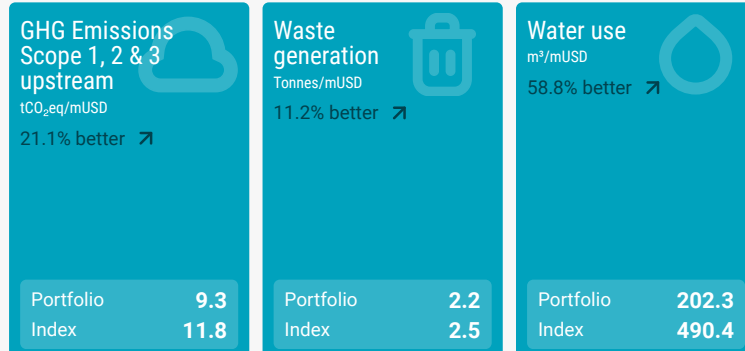 GHG Emissions
Scope 1, 2 & 3
upstream
tCO₂eq/mUSD
21.1% better
Portfolio 9.3
Index 11.8
Waste
generation
Tonnes/mUSD
11.2% better
Portfolio 2.2
Index 2.5
Water use
m³/mUSD
58.8% better
Portfolio 202.3
Index 490.4